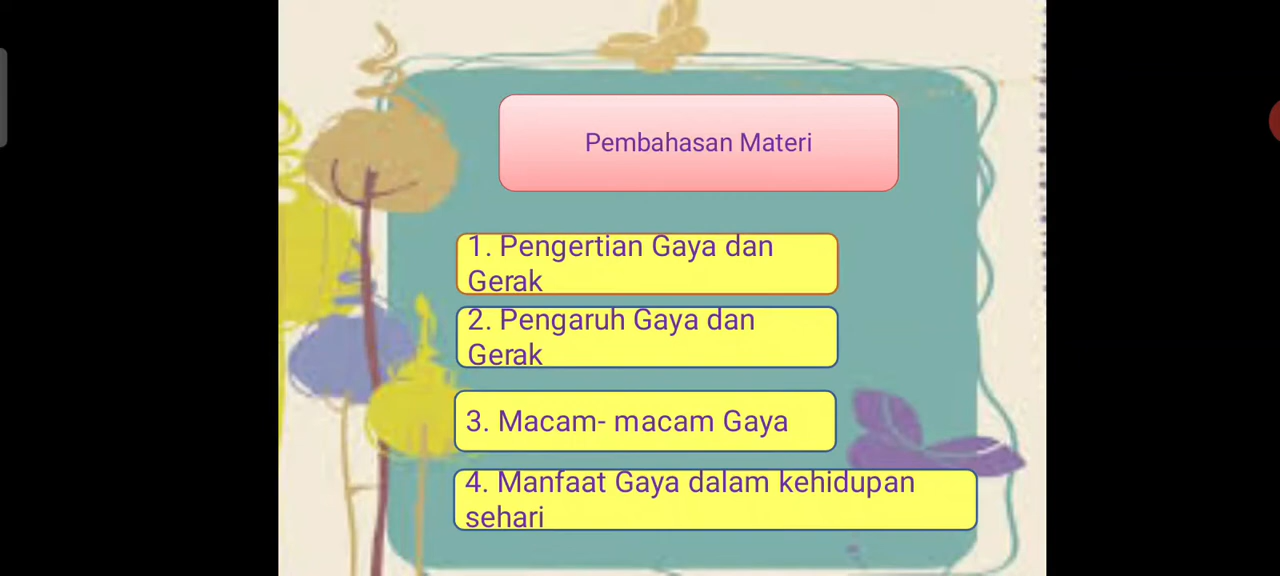 Pembahasan Materi
1. Pengertian Gaya dan
Gerak
2. Pengaruh Gaya dan
Gerak
3. Macam- macam Gaya
4. Manfaat Gaya dalam kehidupan
sehari